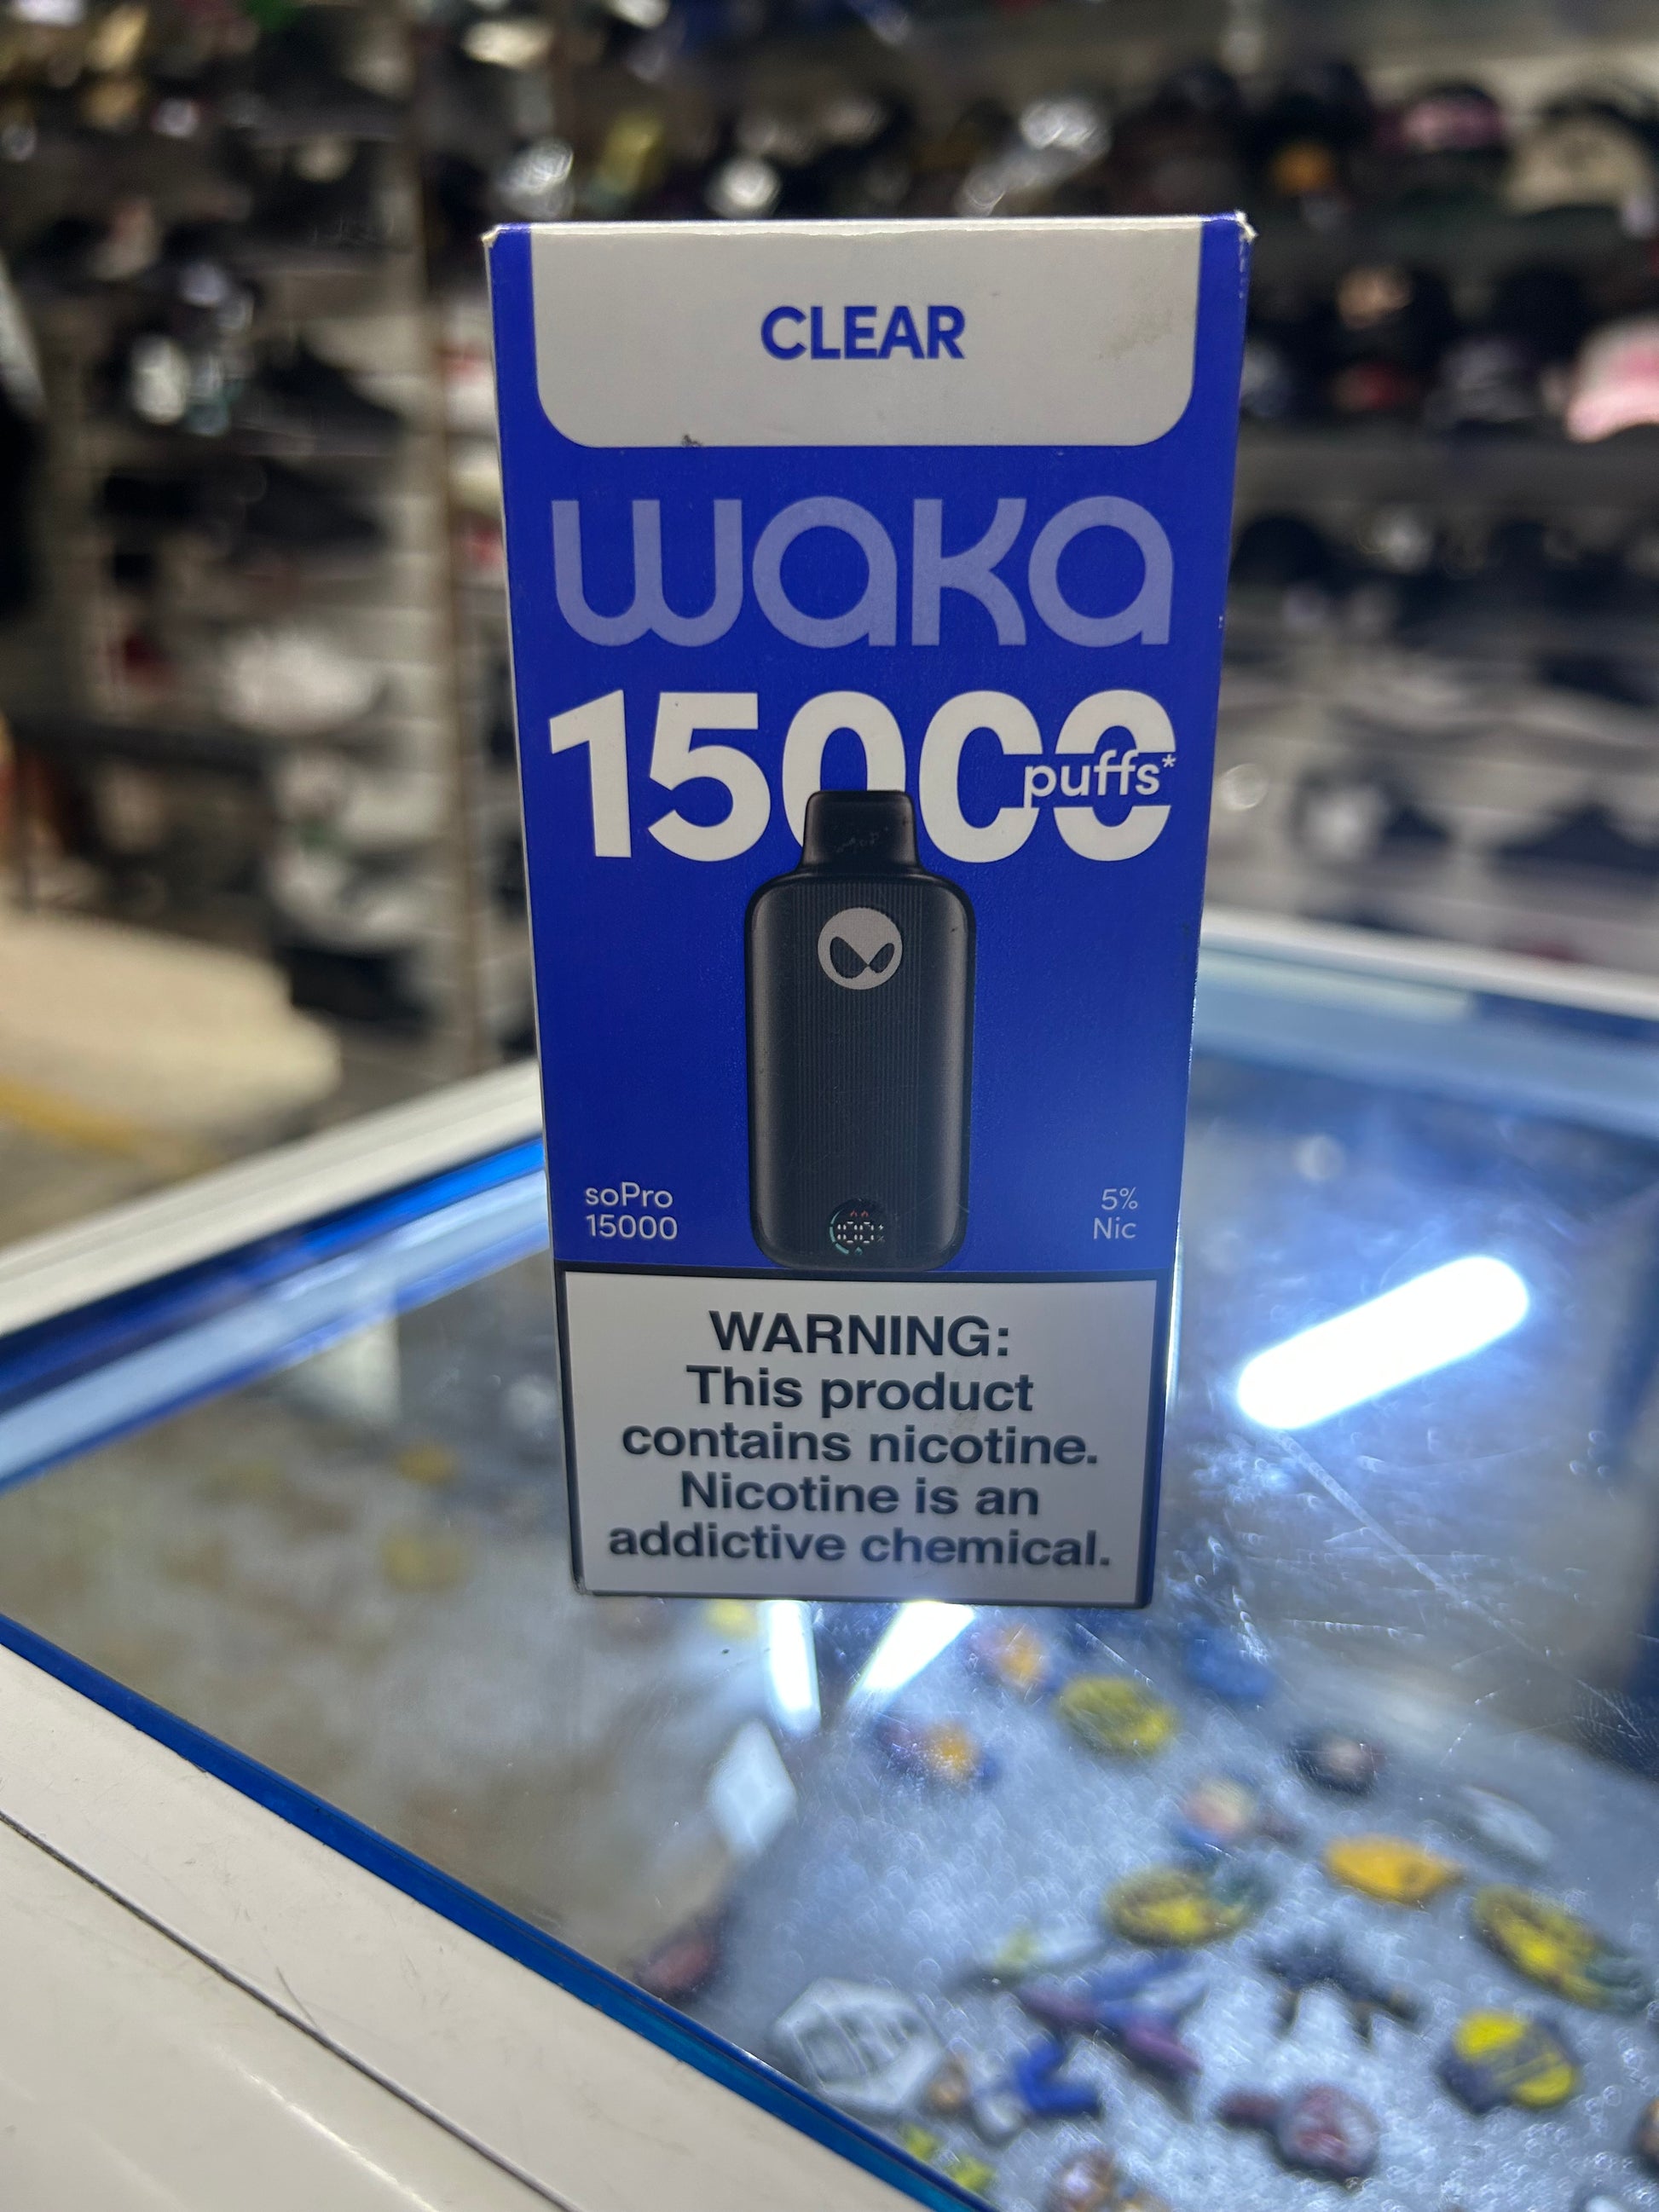 CLEAR
waka
15000
puffs*
soPro
15000
5%
Nic
WARNING:
This product
contains nicotine.
Nicotine is an
addictive chemical.